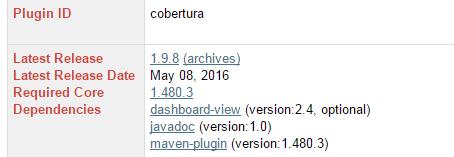 Plugin ID cobertura
Latest Release 1.9.8 (archives)
Latest Release Date May 08, 2016
Required Core 1.480.3
Dependencies dashboard-view (version:2.4, optional)
javadoc (version:1.0)
maven-plugin (version:1.480.3)